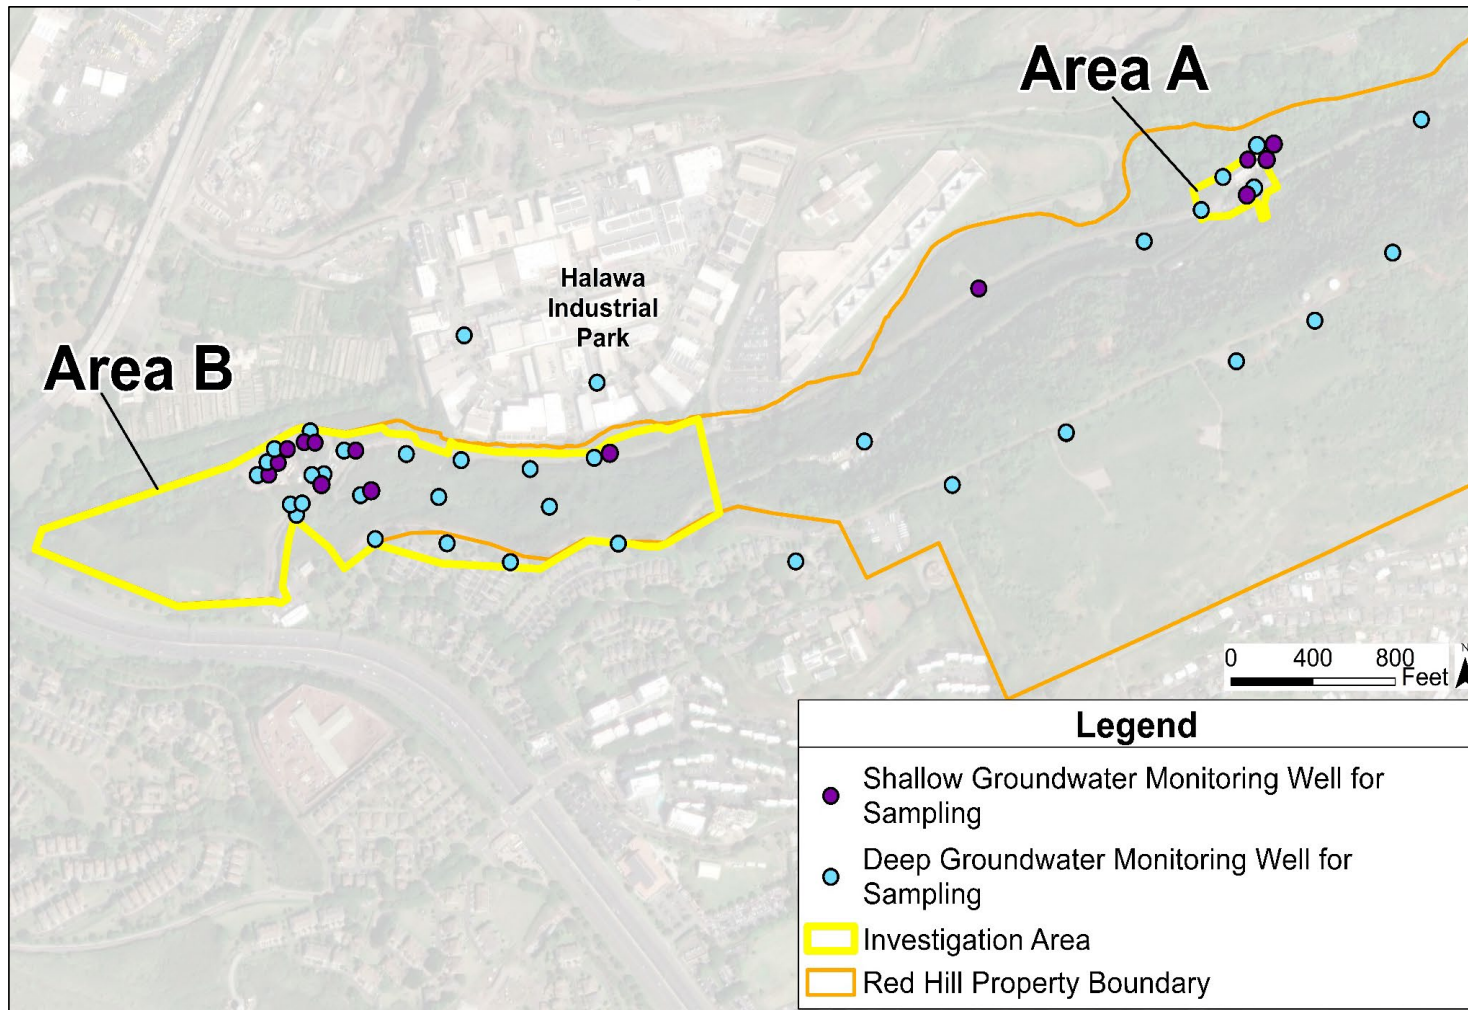 Area A
Halawa
Industrial
Park
Area B
0 400 800
Feet
N
Legend
Shallow Groundwater Monitoring Well for
Sampling
Deep Groundwater Monitoring Well for
Sampling
Investigation Area
Red Hill Property Boundary